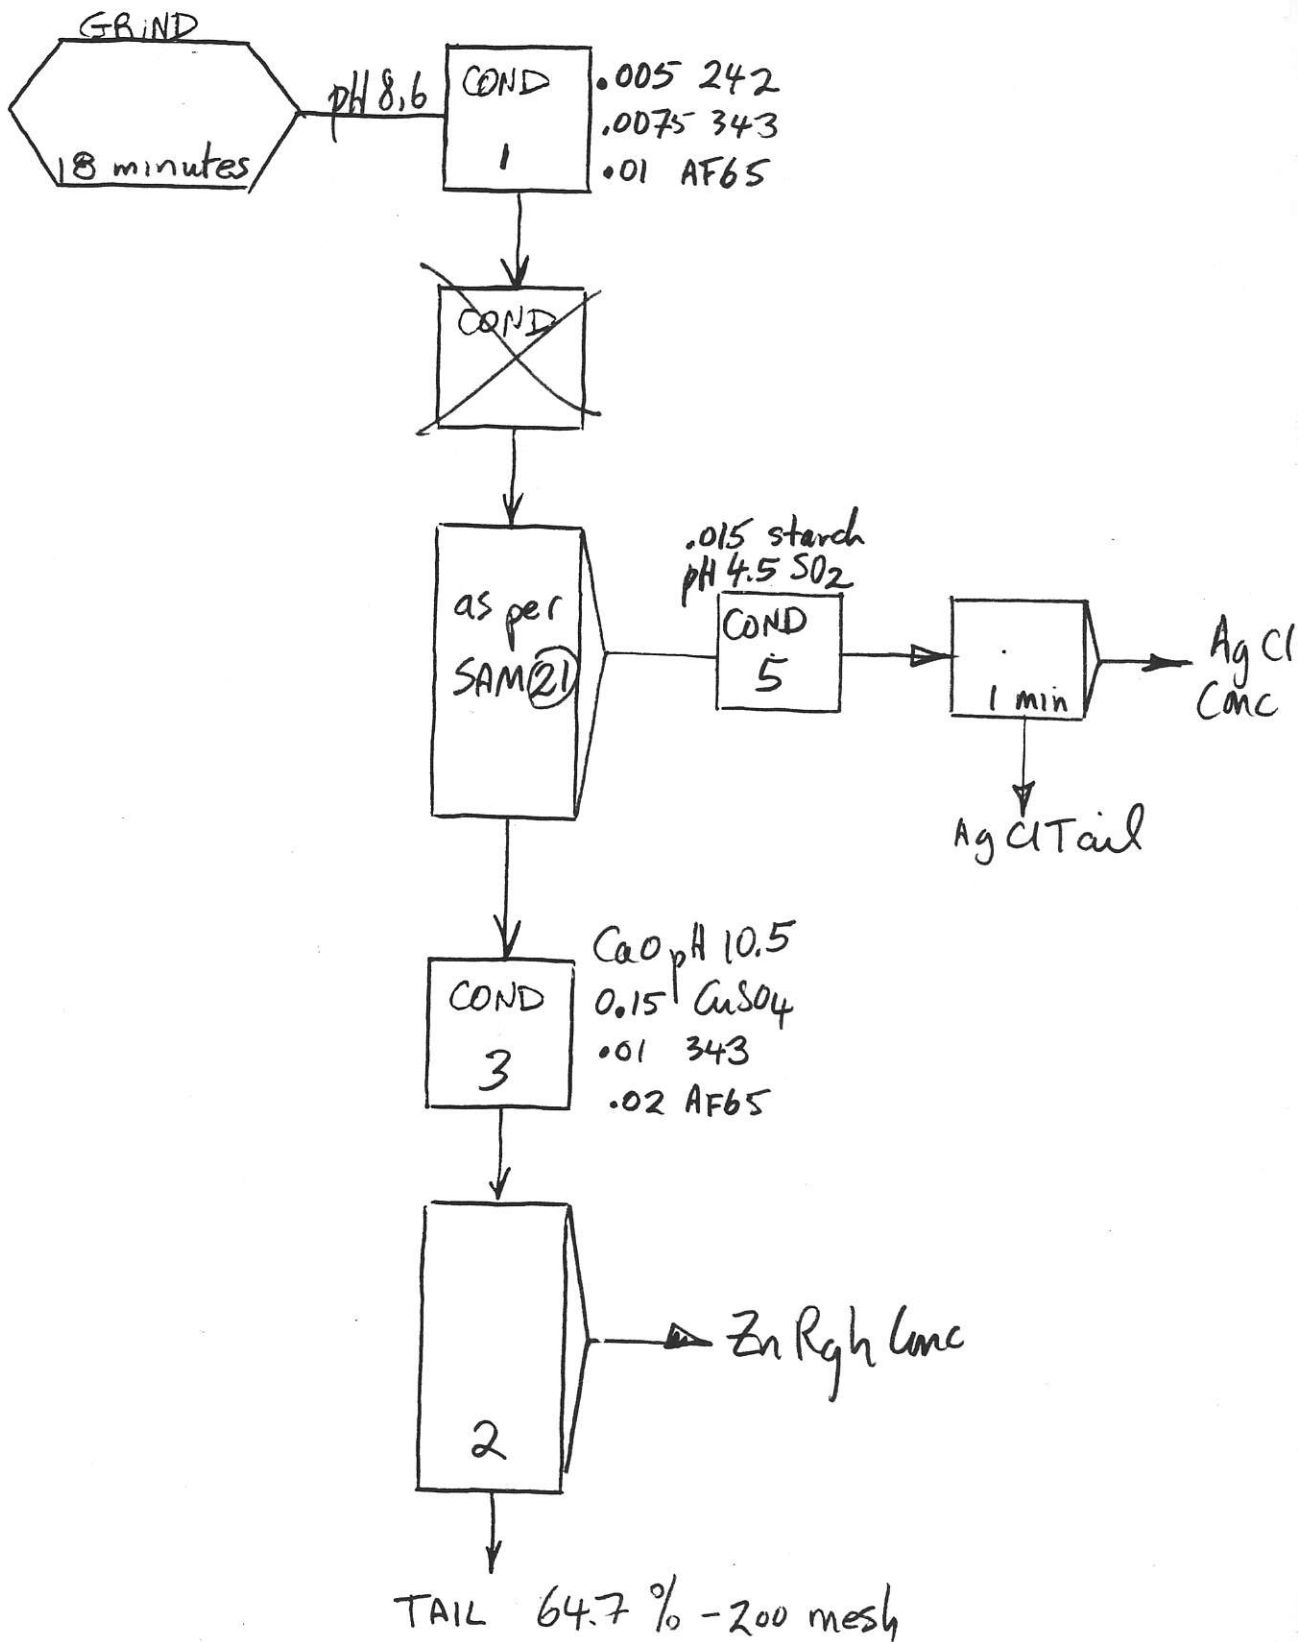 GRIND
18 minutes
pH 8,6
COND
1
.005 242
.0075 343
.01 AF65
COND
as per
SAM 21
.015 starch
pH 4.5 SO2
COND
5
1 min
Ag Cl
Conc
Ag Cl Tail
COND
3
CaO pH 10.5
0.15 CuSO4
.01 343
.02 AF65
2
Zn Rgh Conc
TAIL 64.7 % -200 mesh